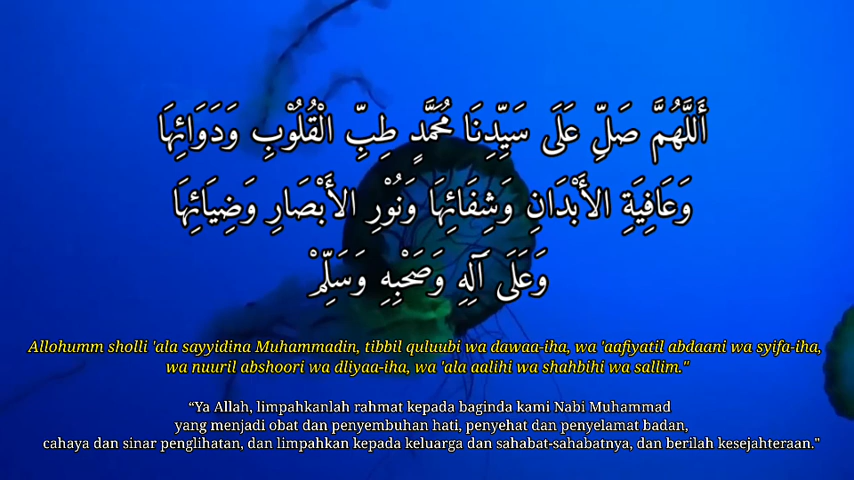 أَللَّهُمَّ صَلِّ عَلَى سَيِّدِنَا مُحَمَّدٍ طِبِّ الْقُلُوْبِ وَدَوَائِهَا
وَعَافِيَةِ الأَبْدَانِ وَشِفَائِهَا وَنُوْرِ الأَبْصَارِ وَضِيَائِهَا
وَعَلَى آلِهِ وَصَحْبِهِ وَسَلِّمْ
Allohumm sholli 'ala sayyidina Muhammadin, tibbil quluubi wa dawaa-iha, wa 'aafiyatil abdaani wa syifa-iha,
wa nuuril abshoori wa dliyaa-iha, wa 'ala aalihi wa shahbihi wa sallim."
“Ya Allah, limpahkanlah rahmat kepada baginda kami Nabi Muhammad
yang menjadi obat dan penyembuhan hati, penyehat dan penyelamat badan,
cahaya dan sinar penglihatan, dan limpahkan kepada keluarga dan sahabat-sahabatnya, dan berilah kesejahteraan.”